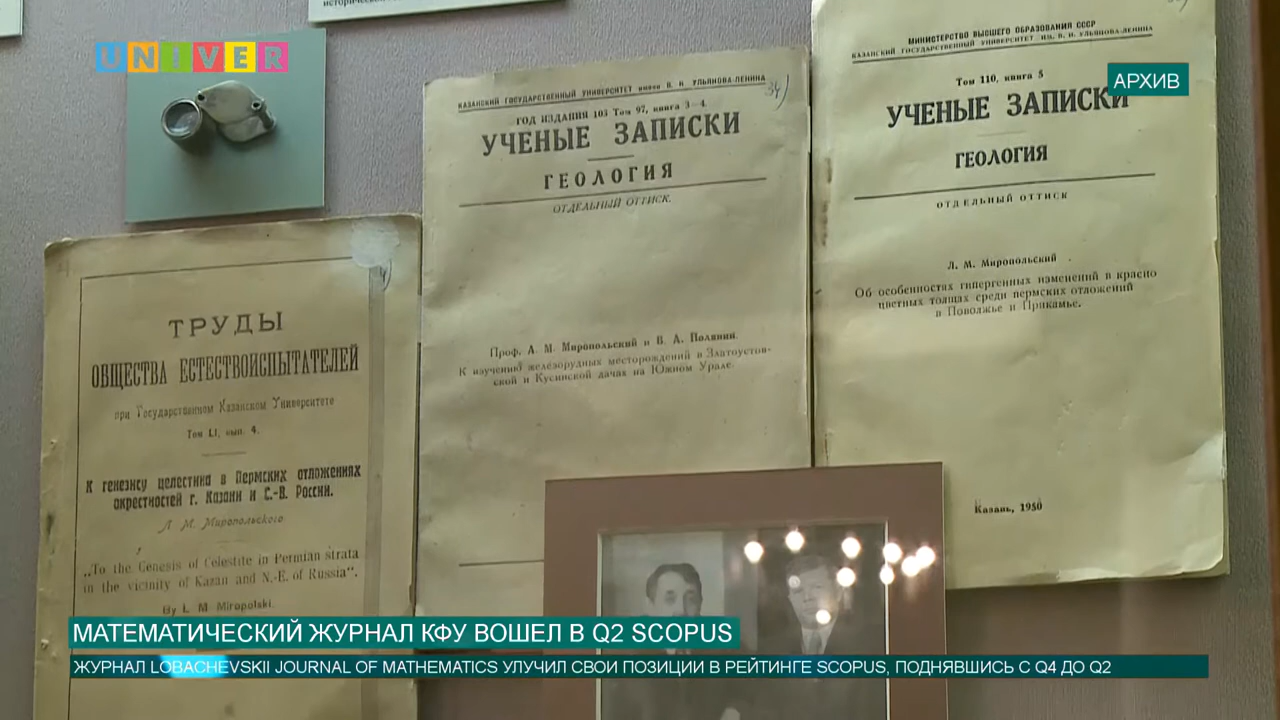 UNIVER
АРХИВ
ТРУДЫ
ОБЩЕСТВА ЕСТЕСТВОИСПЫТАТЕЛЕЙ
при Государственном Казанском Университете
Том LI, вып. 4.
К генезису целестина в Пермских отложениях
окрестностей г. Казани и С.-В. России.
Л. М. Миропольского
„To the Genesis of Celestite in Permian strata
in the vicinity of Kazan and N.-E. of Russia".
By L. M. Miropolski.
КАЗАНСКИЙ ГОСУДАРСТВЕННЫЙ УНИВЕРСИТЕТ имени В. И. УЛЬЯНОВА-ЛЕНИНА
34)
ГОД ИЗДАНИЯ 103 Том 97, книга 3—4.
УЧЕНЫЕ ЗАПИСКИ
ГЕОЛОГИЯ
ОТДЕЛЬНЫЙ ОТТИСК.
Проф. А. М. Миропольский и В. А. Полянин.
К изучению железорудных месторождений в Златоустов-
ской и Кусинской дачах на Южном Урале.
МИНИСТЕРСТВО ВЫСШЕГО ОБРАЗОВАНИЯ СССР
КАЗАНСКИЙ ГОСУДАРСТВЕННЫЙ УНИВЕРСИТЕТ им. В. И. УЛЬЯНОВА-ЛЕНИНА
Том 110, книга 5
УЧЕНЫЕ ЗАПИСКИ
ГЕОЛОГИЯ
ОТДЕЛЬНЫЙ ОТТИСК
Л. М. Миропольский
Об особенностях гипергенных изменений в красно
цветных толщах среди пермских отложений
в Поволжье и Прикамье.
Казань, 1950
МАТЕМАТИЧЕСКИЙ ЖУРНАЛ КФУ ВОШЕЛ В Q2 SCOPUS
ЖУРНАЛ LOBACHEVSKII JOURNAL OF MATHEMATICS УЛУЧИЛ СВОИ ПОЗИЦИИ В РЕЙТИНГЕ SCOPUS, ПОДНЯВШИСЬ С Q4 ДО Q2